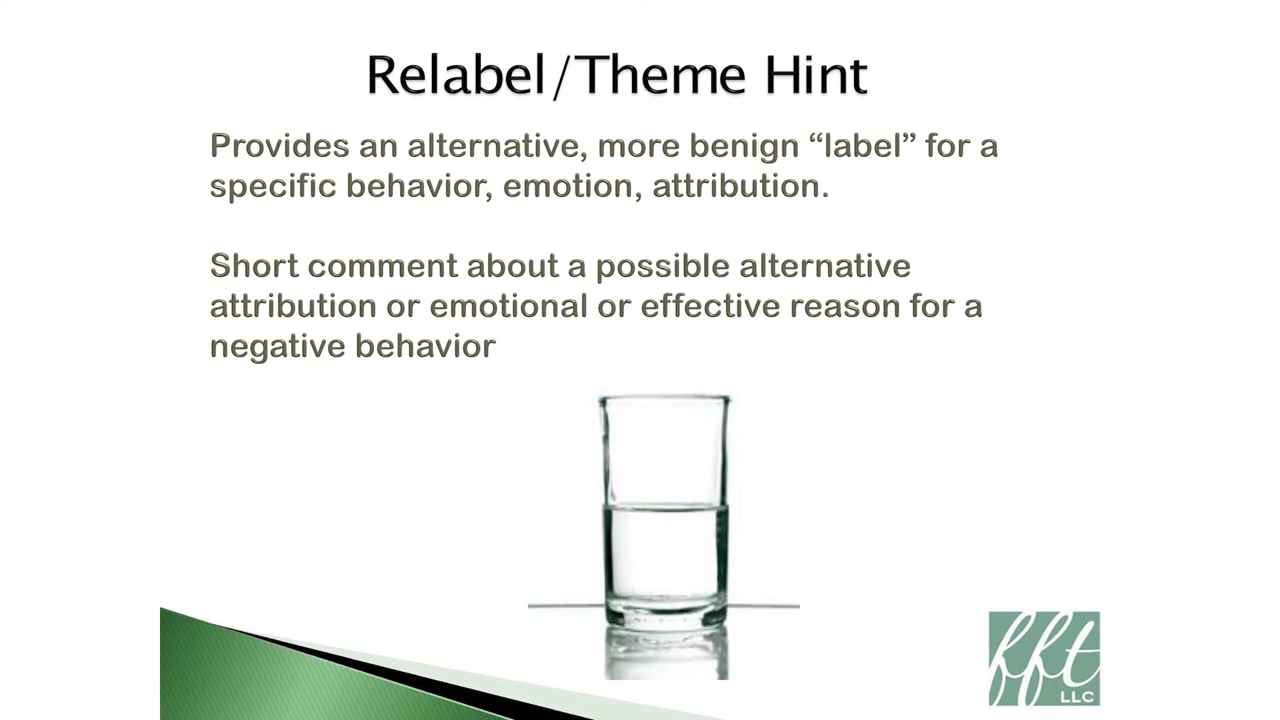 Relabel/Theme Hint
Provides an alternative, more benign “label” for a
specific behavior, emotion, attribution.
Short comment about a possible alternative
attribution or emotional or effective reason for a
negative behavior
fft
LLC